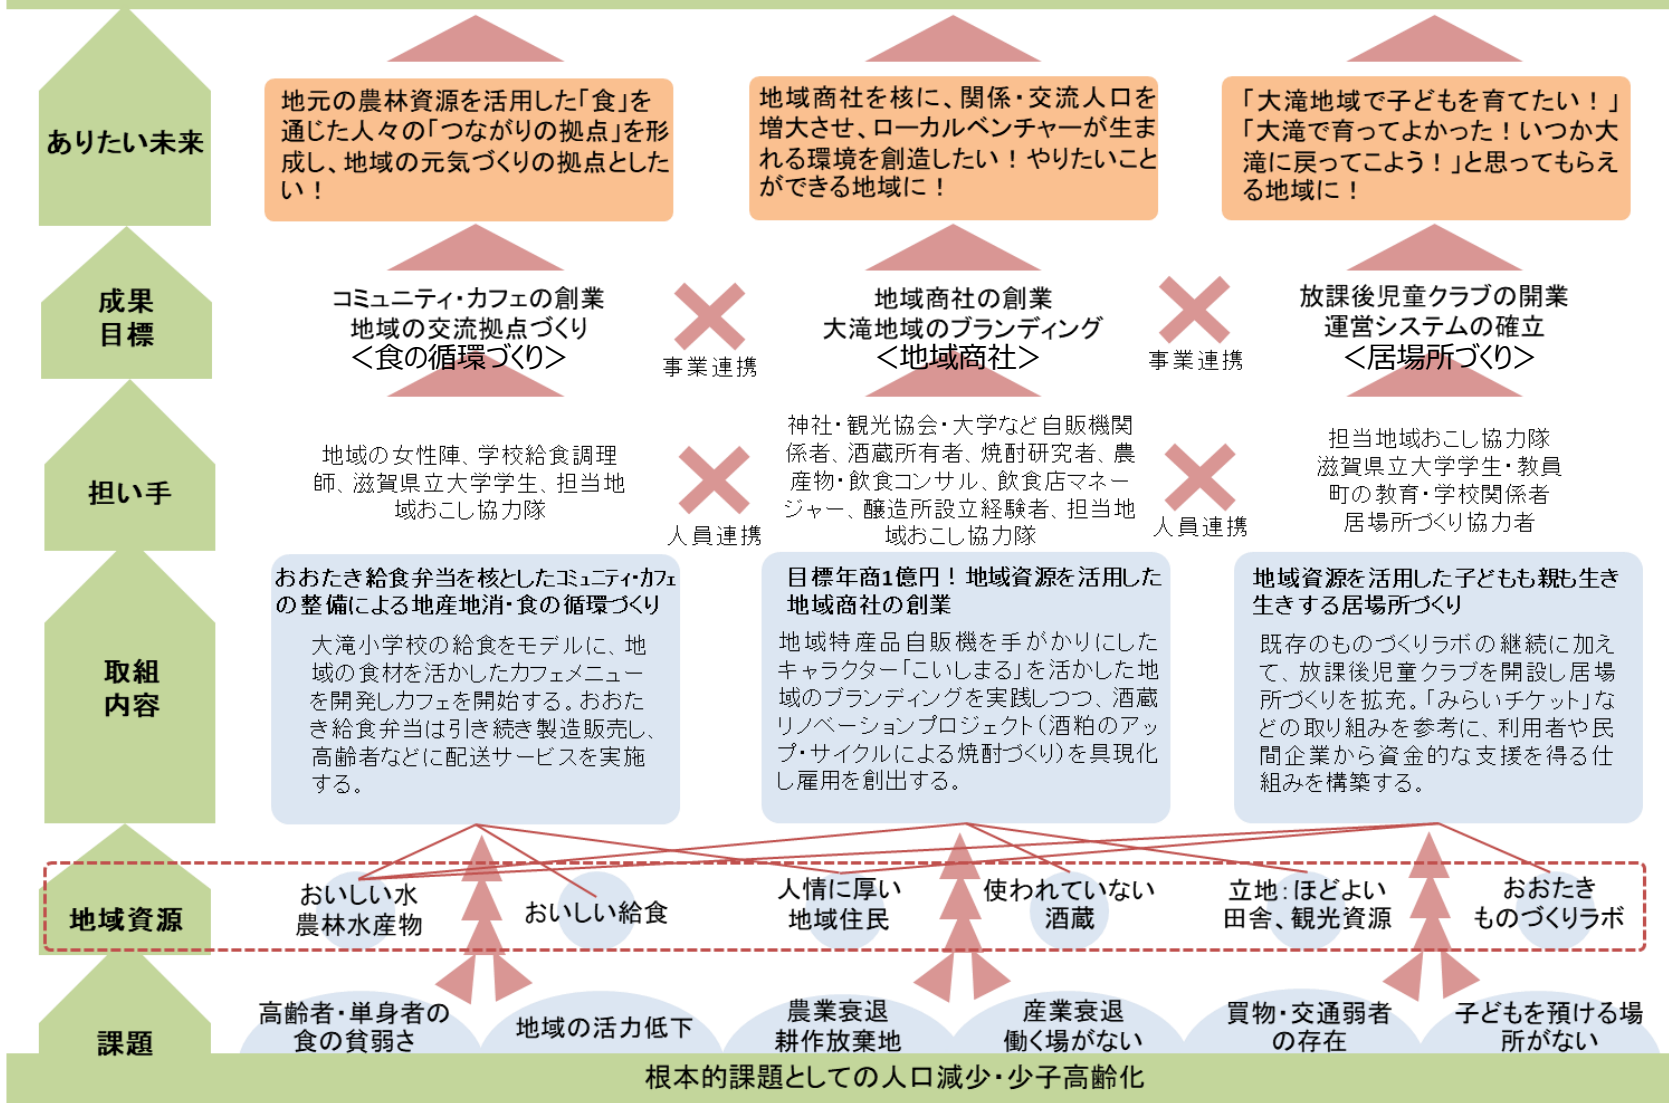 ありたい未来
地元の農林資源を活用した「食」を
通じた人々の「つながりの拠点」を形
成し、地域の元気づくりの拠点とした
い！
地域商社を核に、関係・交流人口を
増大させ、ローカルベンチャーが生ま
れる環境を創造したい！やりたいこと
ができる地域に！
「大滝地域で子どもを育てたい！」
「大滝で育ってよかった！いつか大
滝に戻ってこよう！」と思ってもらえ
る地域に！
成果
目標
コミュニティ・カフェの創業
地域の交流拠点づくり
＜食の循環づくり＞
事業連携
地域商社の創業
大滝地域のブランディング
＜地域商社＞
事業連携
放課後児童クラブの開業
運営システムの確立
＜居場所づくり＞
担い手
地域の女性陣、学校給食調理
師、滋賀県立大学学生、担当地
域おこし協力隊
人員連携
神社・観光協会・大学など自販機関
係者、酒蔵所有者、焼酎研究者、農
産物・飲食コンサル、飲食店マネー
ジャー、醸造所設立経験者、担当地
域おこし協力隊
人員連携
担当地域おこし協力隊
滋賀県立大学学生・教員
町の教育・学校関係者
居場所づくり協力者
取組
内容
おおたき給食弁当を核としたコミュニティ・カフェ
の整備による地産地消・食の循環づくり
大滝小学校の給食をモデルに、地
域の食材を活かしたカフェメニュー
を開発しカフェを開始する。おおた
き給食弁当は引き続き製造販売し、
高齢者などに配送サービスを実施
する。
目標年商1億円！地域資源を活用した
地域商社の創業
地域特産品自販機を手がかりにした
キャラクター「こいしまる」を活かした地
域のブランディングを実践しつつ、酒蔵
リノベーションプロジェクト（酒粕のアッ
プ・サイクルによる焼酎づくり）を具現化
し雇用を創出する。
地域資源を活用した子どもも親も生き
生きする居場所づくり
既存のものづくりラボの継続に加え
て、放課後児童クラブを開設し居場
所づくりを拡充。「みらいチケット」な
どの取り組みを参考に、利用者や民
間企業から資金的な支援を得る仕
組みを構築する。
地域資源
おいしい水
農林水産物
おいしい給食
人情に厚い
地域住民
使われていない
酒蔵
立地：ほどよい
田舎、観光資源
おおたき
ものづくりラボ
課題
高齢者・単身者の
食の貧弱さ
地域の活力低下
農業衰退
耕作放棄地
産業衰退
働く場がない
買物・交通弱者
の存在
子どもを預ける場
所がない
根本的課題としての人口減少・少子高齢化